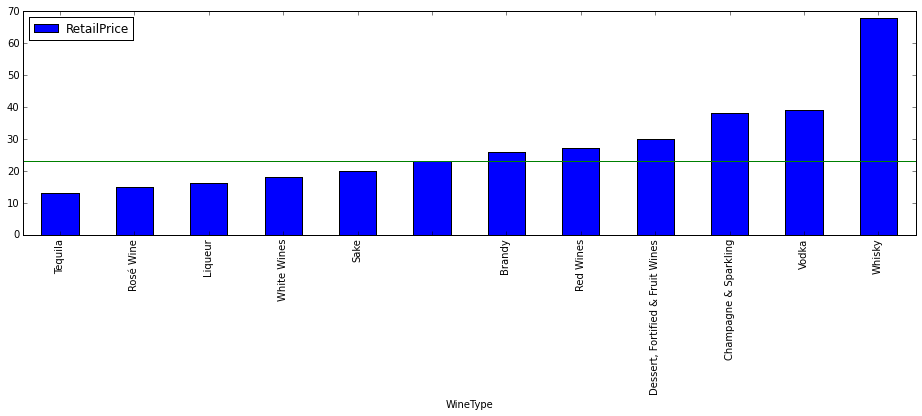 70
60
50
40
30
20
10
0
RetailPrice
Tequila
Rosé Wine
Liqueur
White Wines
Sake
Brandy
Red Wines
Dessert, Fortified & Fruit Wines
Champagne & Sparkling
Vodka
Whisky
WineType